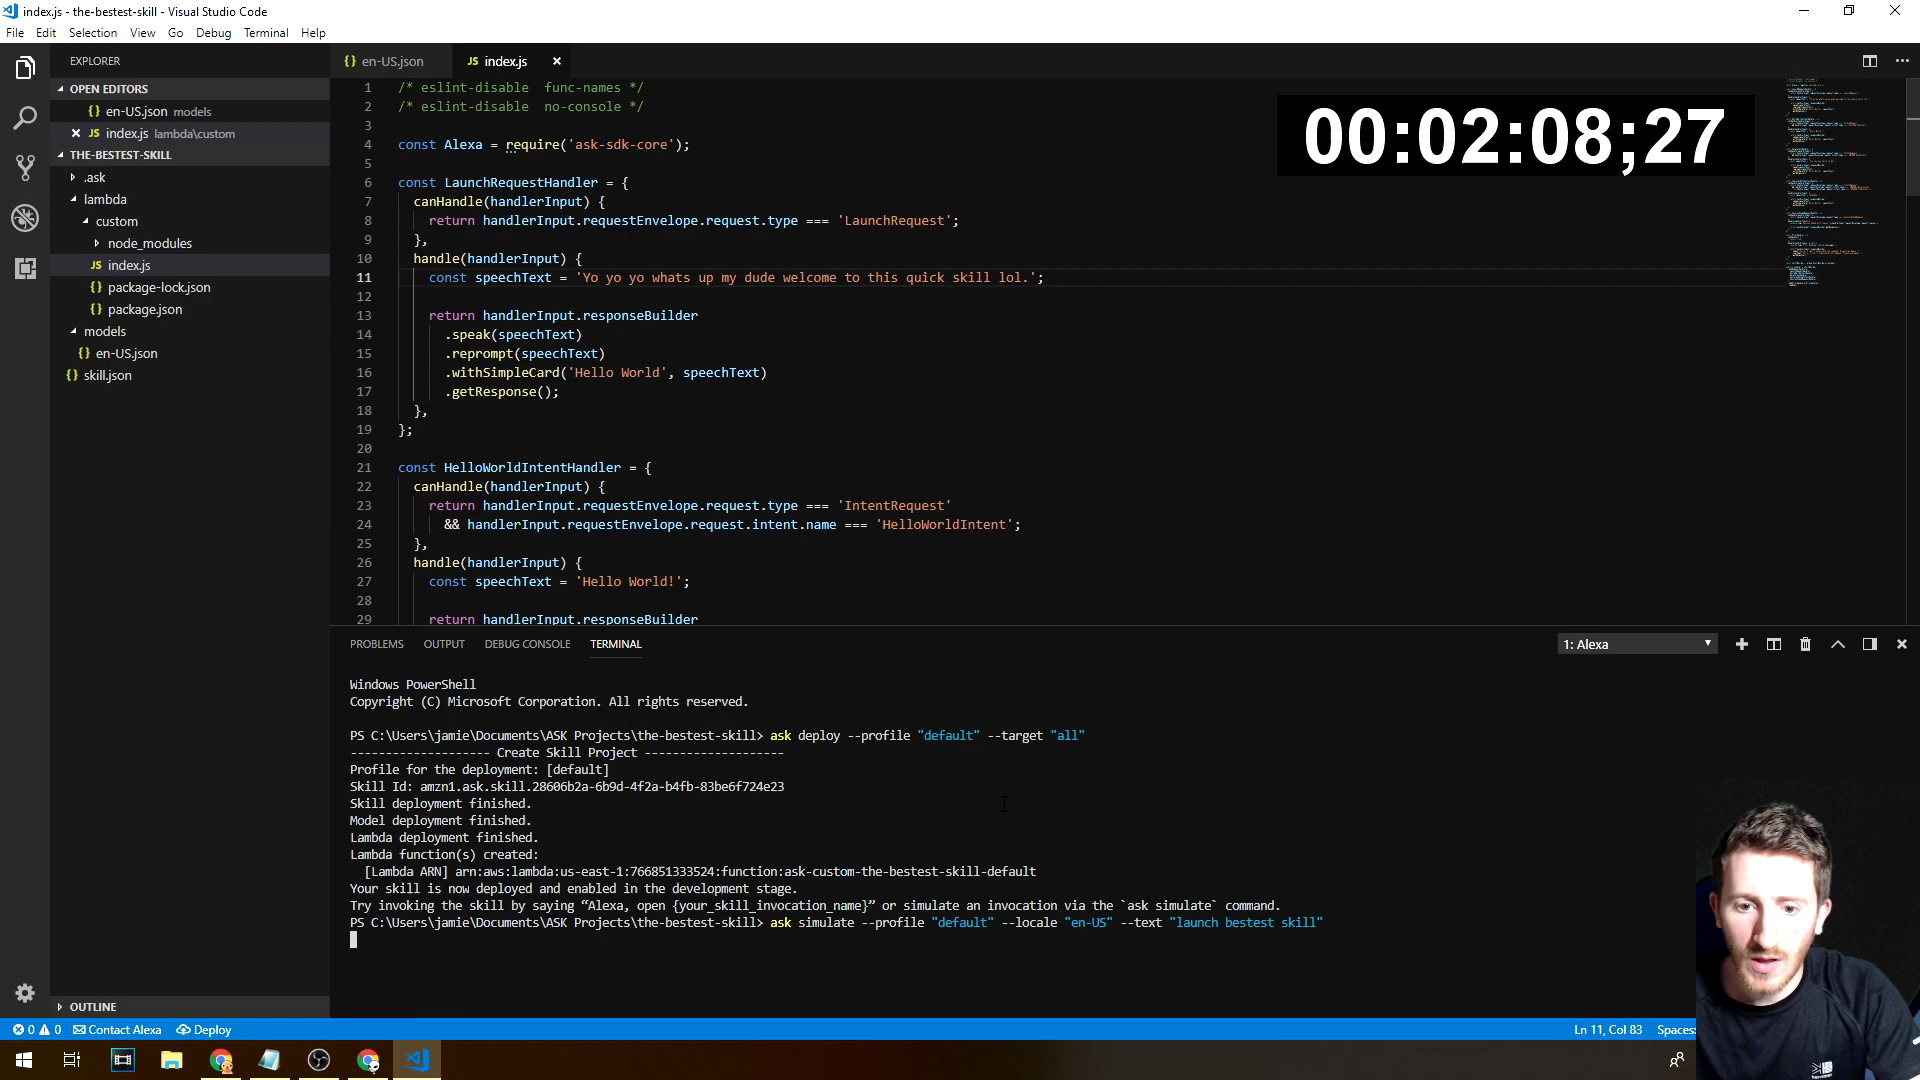 index.js - the-bestest-skill - Visual Studio Code
File Edit Selection View Go Debug Terminal Help
EXPLORER
OPEN EDITORS
{} en-US.json models
JS index.js lambda\custom
THE-BESTEST-SKILL
.ask
lambda
custom
node_modules
JS index.js
{} package-lock.json
{} package.json
models
{} en-US.json
{} skill.json
OUTLINE
{} en-US.json
JS index.js
00:02:08;27
1 /* eslint-disable  func-names */
2 /* eslint-disable  no-console */
3
4 const Alexa = require('ask-sdk-core');
5
6 const LaunchRequestHandler = {
7 canHandle(handlerInput) {
8 return handlerInput.requestEnvelope.request.type === 'LaunchRequest';
9 },
10 handle(handlerInput) {
11 const speechText = 'Yo yo yo whats up my dude welcome to this quick skill lol.';
12
13 return handlerInput.responseBuilder
14 .speak(speechText)
15 .reprompt(speechText)
16 .withSimpleCard('Hello World', speechText)
17 .getResponse();
18 },
19 };
20
21 const HelloWorldIntentHandler = {
22 canHandle(handlerInput) {
23 return handlerInput.requestEnvelope.request.type === 'IntentRequest'
24 && handlerInput.requestEnvelope.request.intent.name === 'HelloWorldIntent';
25 },
26 handle(handlerInput) {
27 const speechText = 'Hello World!';
28
29 return handlerInput.responseBuilder
PROBLEMS OUTPUT DEBUG CONSOLE TERMINAL
1: Alexa
Windows PowerShell
Copyright (C) Microsoft Corporation. All rights reserved.
PS C:\Users\jamie\Documents\ASK Projects\the-bestest-skill> ask deploy --profile "default" --target "all"
-------------------- Create Skill Project --------------------
Profile for the deployment: [default]
Skill Id: amzn1.ask.skill.28606b2a-6b9d-4f2a-b4fb-83be6f724e23
Skill deployment finished.
Model deployment finished.
Lambda deployment finished.
Lambda function(s) created:
[Lambda ARN] arn:aws:lambda:us-east-1:766851333524:function:ask-custom-the-bestest-skill-default
Your skill is now deployed and enabled in the development stage.
Try invoking the skill by saying “Alexa, open {your_skill_invocation_name}” or simulate an invocation via the `ask simulate` command.
PS C:\Users\jamie\Documents\ASK Projects\the-bestest-skill> ask simulate --profile "default" --locale "en-US" --text "launch bestest skill"
0 0 Contact Alexa Deploy
Ln 11, Col 83 Spaces: